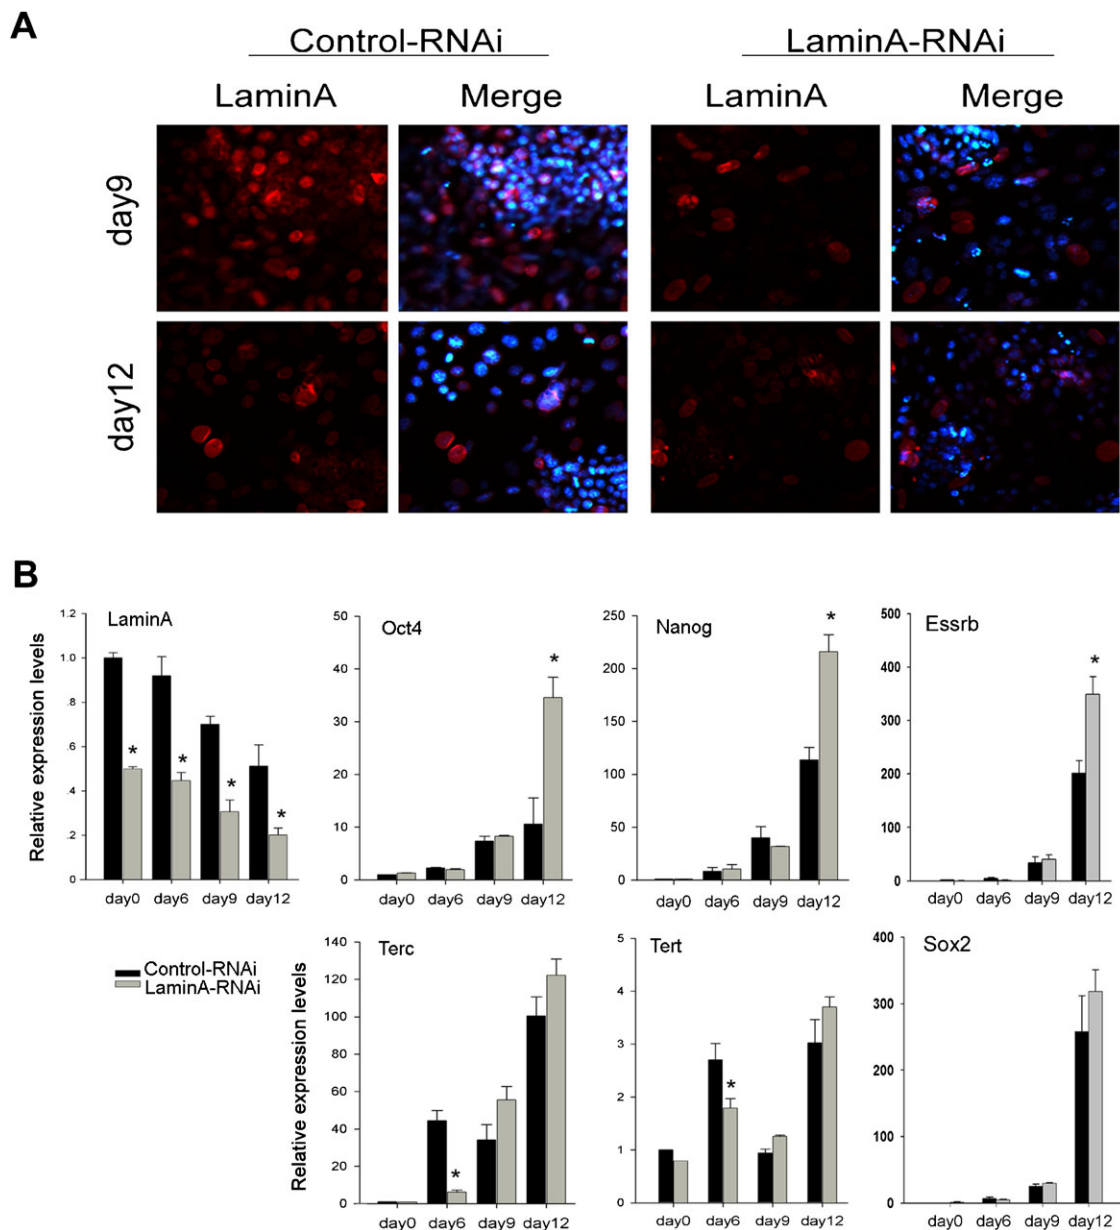 A
Control-RNAi LaminA-RNAi
LaminA Merge LaminA Merge
day9
day12
B
Relative expression levels
LaminA
1.2
1.0
.8
.6
.4
.2
0
* * * *
day0 day6 day9 day12
Oct4
50
40
30
20
10
0
*
day0 day6 day9 day12
Nanog
250
200
150
100
50
0
*
day0 day6 day9 day12
Essrb
500
400
300
200
100
0
*
day0 day6 day9 day12
Control-RNAi
LaminA-RNAi
Relative expression levels
Terc
140
120
100
80
60
40
20
0
*
day0 day6 day9 day12
Tert
5
4
3
2
1
0
*
day0 day6 day9 day12
Sox2
400
300
200
100
0
day0 day6 day9 day12